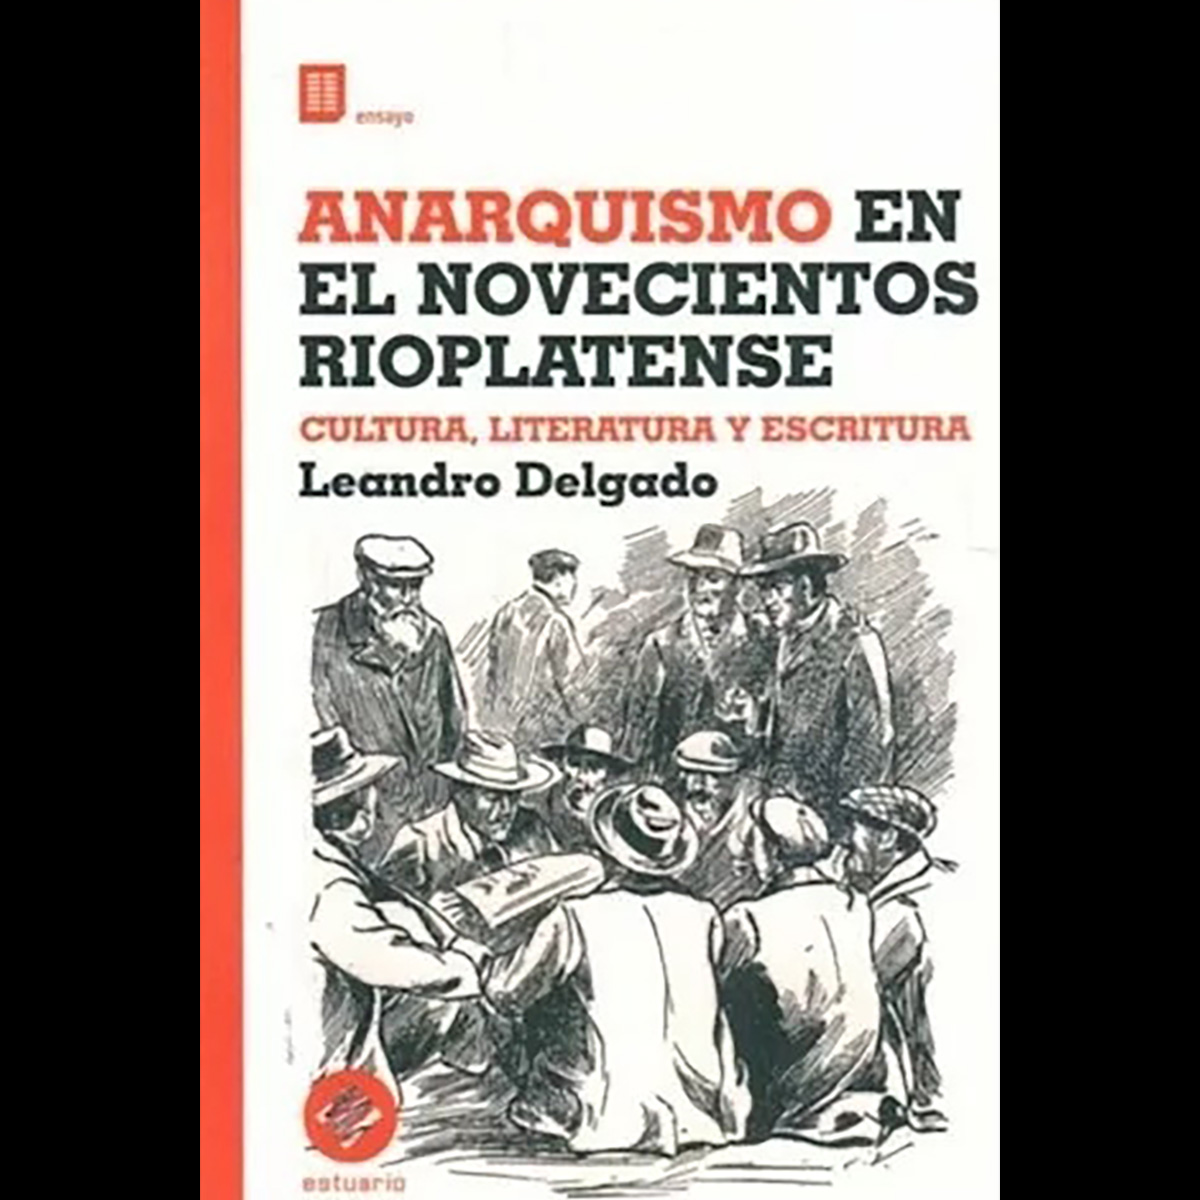 ensayo
ANARQUISMO EN
EL NOVECIENTOS
RIOPLATENSE
CULTURA, LITERATURA Y ESCRITURA
Leandro Delgado
estuario